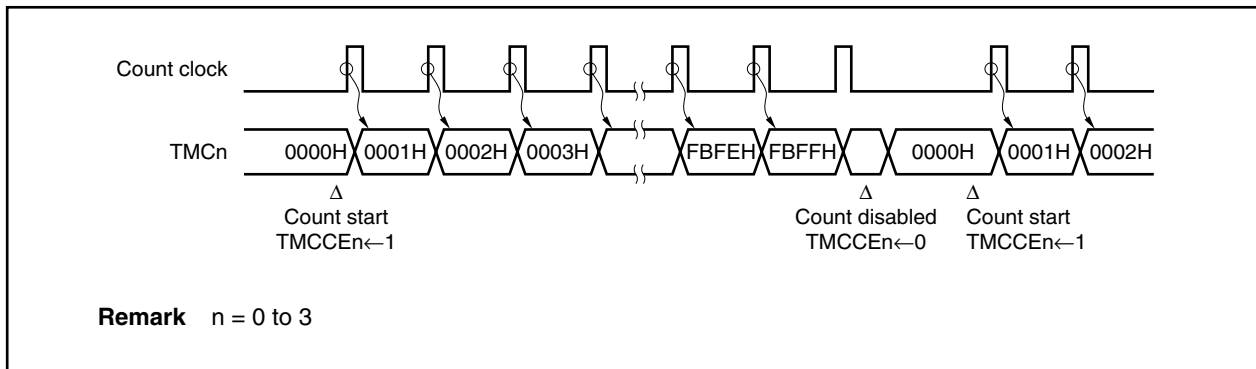 Count clock
TMCn 0000H 0001H 0002H 0003H FBFEH FBFFH 0000H 0001H 0002H
Δ Δ Δ
Count start Count disabled Count start
TMCCEn←1 TMCCEn←0 TMCCEn←1
Remark n = 0 to 3